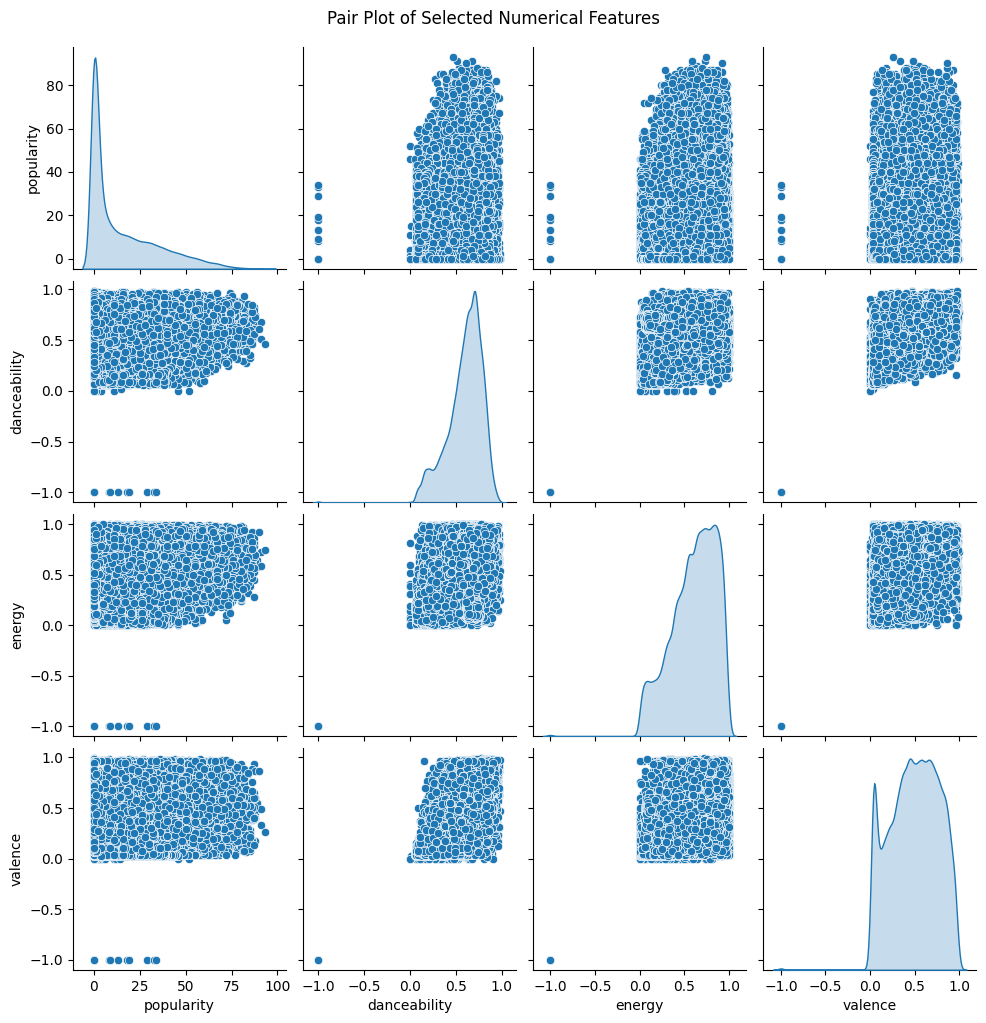 Pair Plot of Selected Numerical Features
popularity
80
60
40
20
0
danceability
1.0
0.5
0.0
−0.5
−1.0
energy
1.0
0.5
0.0
−0.5
−1.0
valence
1.0
0.5
0.0
−0.5
−1.0
0 25 50 75 100 −1.0 −0.5 0.0 0.5 1.0 −1.0 −0.5 0.0 0.5 1.0 −1.0 −0.5 0.0 0.5 1.0
popularity danceability energy valence